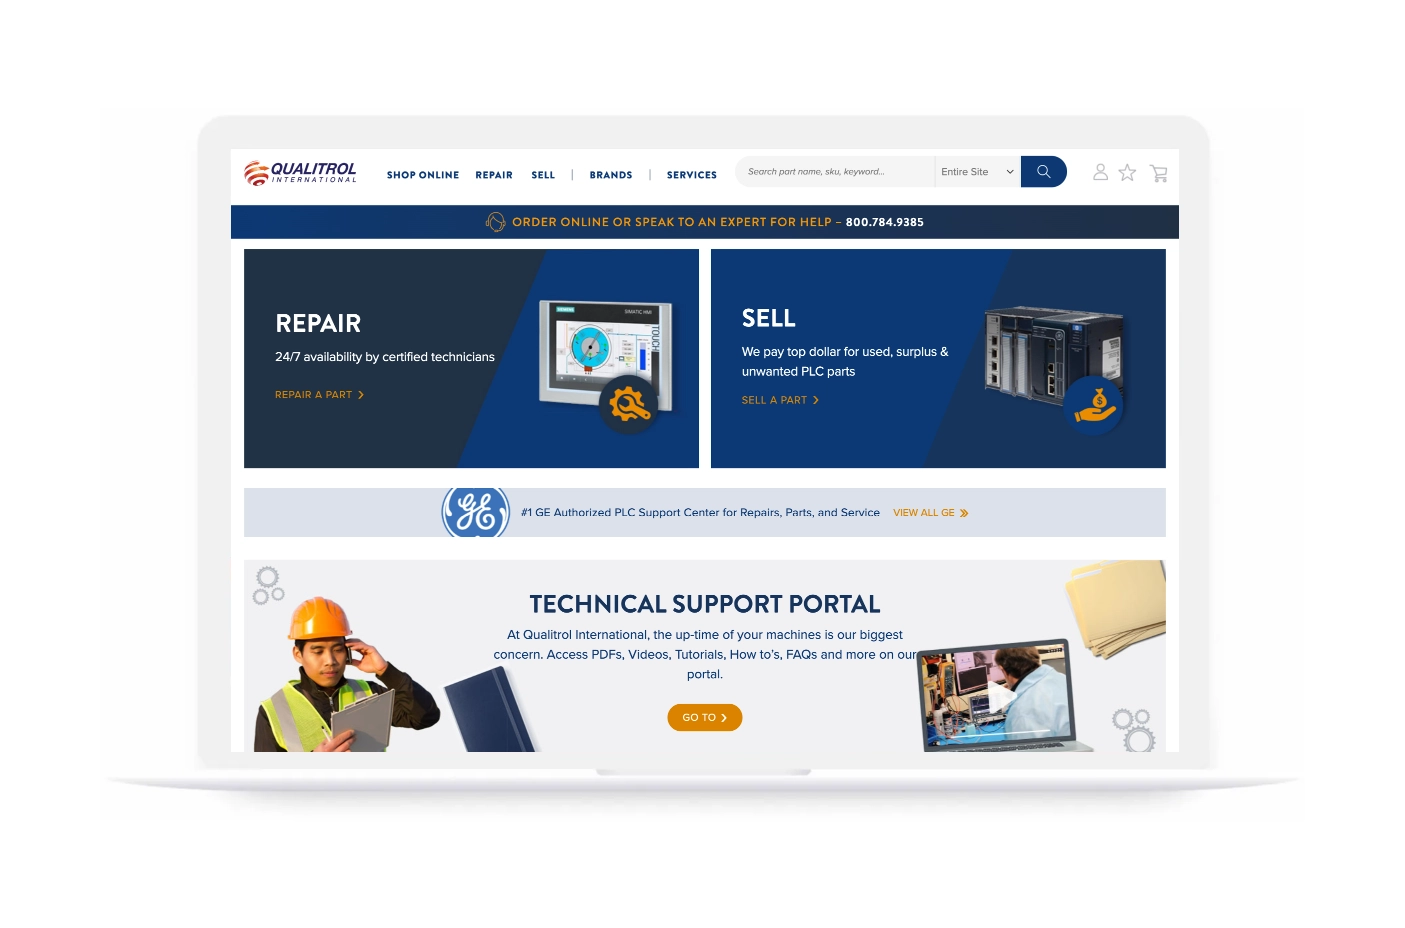 QUALITROL
INTERNATIONAL
SHOP ONLINE REPAIR SELL | BRANDS | SERVICES
Search part name, sku, keyword...
Entire Site
ORDER ONLINE OR SPEAK TO AN EXPERT FOR HELP – 800.784.9385
REPAIR
24/7 availability by certified technicians
REPAIR A PART
SIEMENS
SIMATIC HMI
TOUCH
SELL
We pay top dollar for used, surplus &
unwanted PLC parts
SELL A PART
$
GE
#1 GE Authorized PLC Support Center for Repairs, Parts, and Service VIEW ALL GE
TECHNICAL SUPPORT PORTAL
At Qualitrol International, the up-time of your machines is our biggest
concern. Access PDFs, Videos, Tutorials, How to's, FAQs and more on our
portal.
GO TO